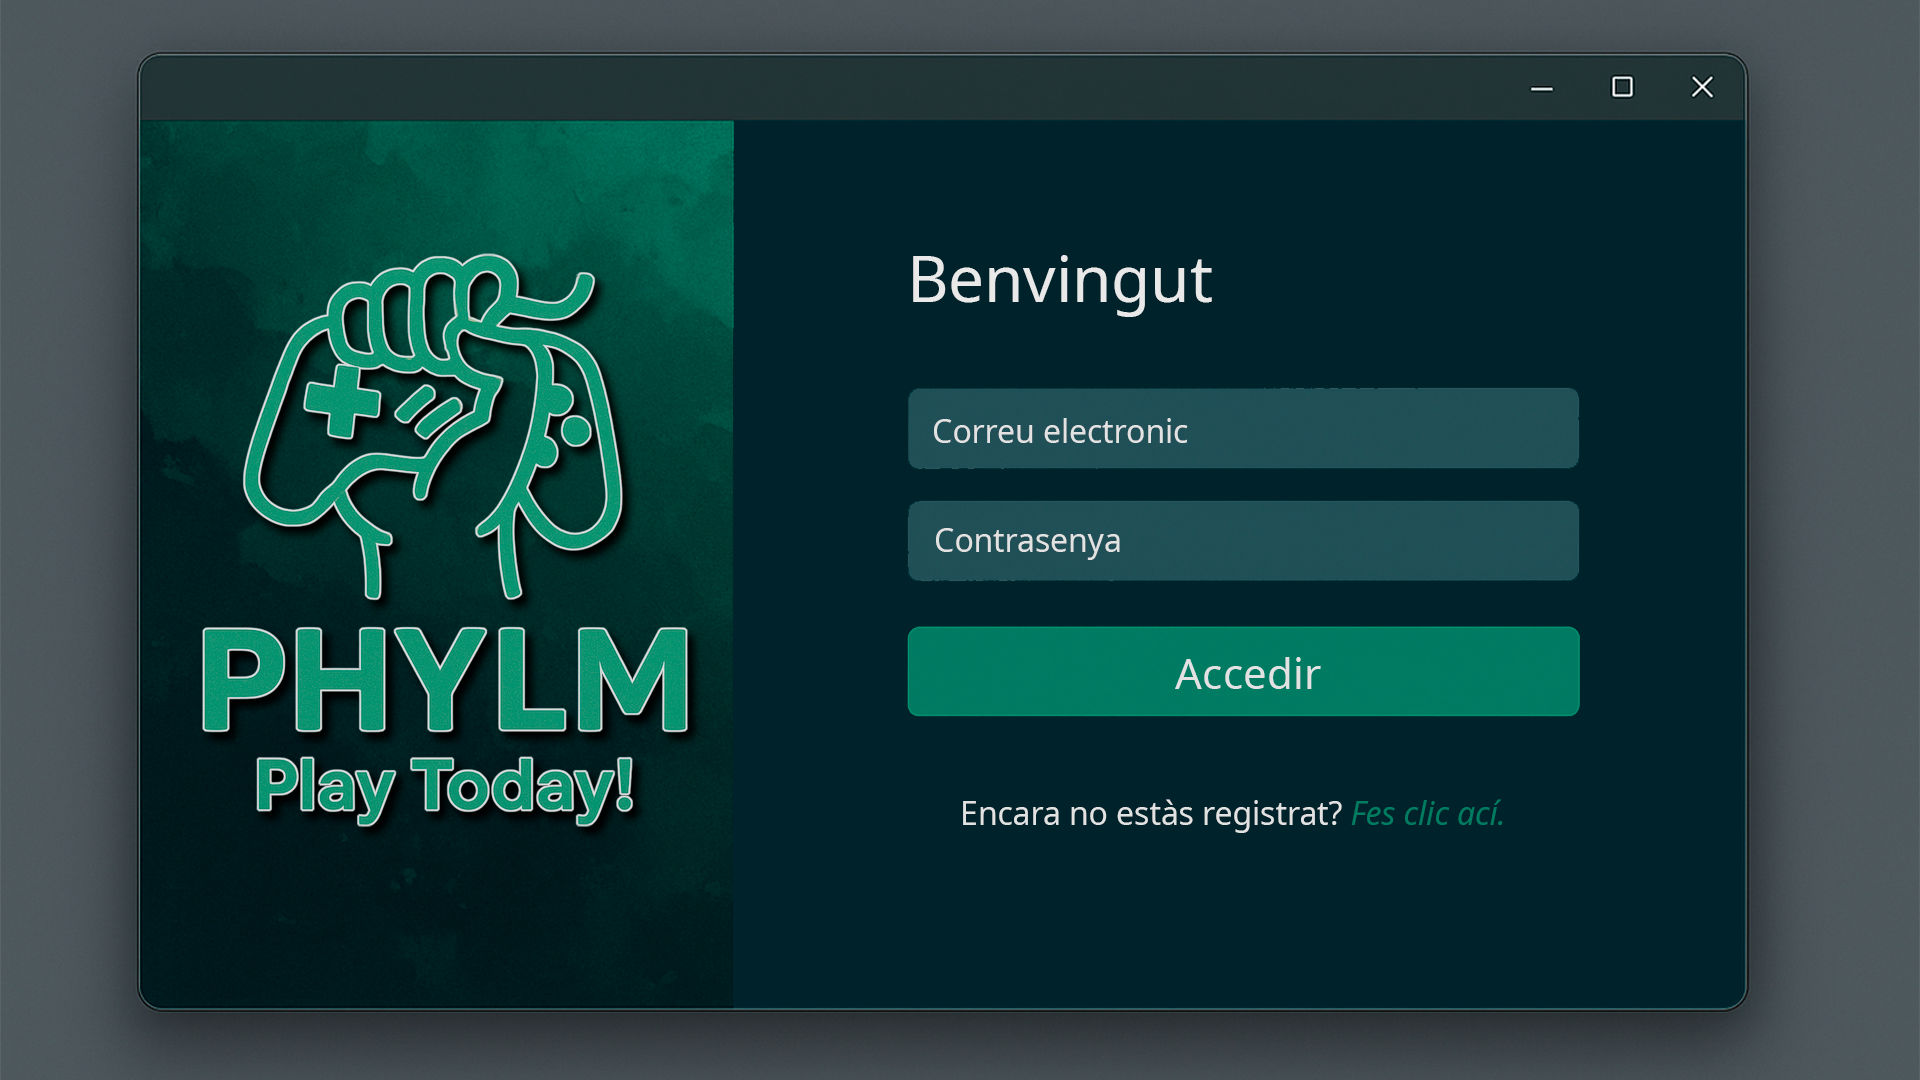 PHYLM
Play Today!
Benvingut
Correu electronic
Contrasenya
Accedir
Encara no estàs registrat? Fes clic ací.